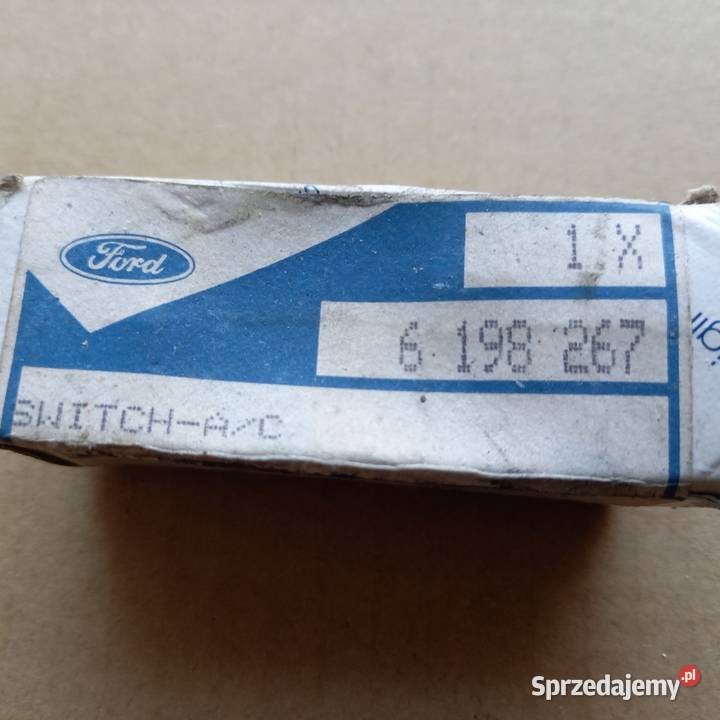 Ford
1 X
6 198 267
SWITCH-A/C
Sprzedajemy.pl